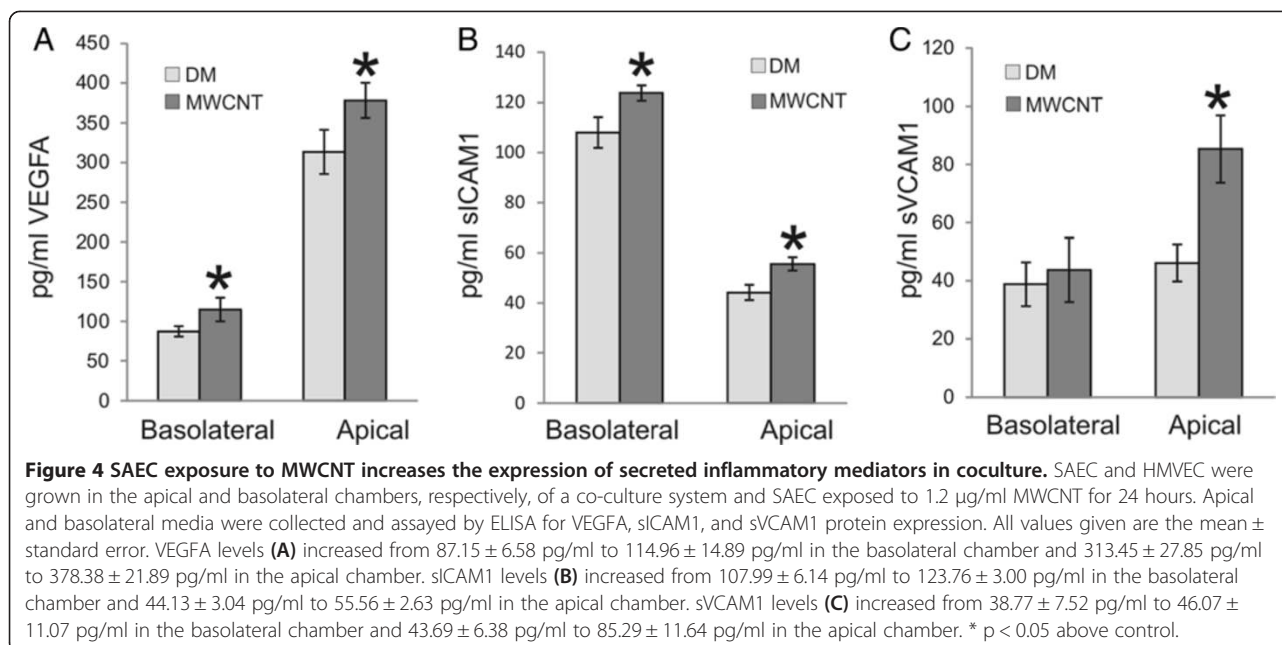 A
450
400
350
300
250
200
150
100
50
0
pg/ml VEGFA
DM
MWCNT
*
*
Basolateral Apical
B
140
120
100
80
60
40
20
0
pg/ml sICAM1
DM
MWCNT
*
*
Basolateral Apical
C
120
100
80
60
40
20
0
pg/ml sVCAM1
DM
MWCNT
*
Basolateral Apical
Figure 4 SAEC exposure to MWCNT increases the expression of secreted inflammatory mediators in coculture. SAEC and HMVEC were
grown in the apical and basolateral chambers, respectively, of a co-culture system and SAEC exposed to 1.2 μg/ml MWCNT for 24 hours. Apical
and basolateral media were collected and assayed by ELISA for VEGFA, sICAM1, and sVCAM1 protein expression. All values given are the mean ±
standard error. VEGFA levels (A) increased from 87.15 ± 6.58 pg/ml to 114.96 ± 14.89 pg/ml in the basolateral chamber and 313.45 ± 27.85 pg/ml
to 378.38 ± 21.89 pg/ml in the apical chamber. sICAM1 levels (B) increased from 107.99 ± 6.14 pg/ml to 123.76 ± 3.00 pg/ml in the basolateral
chamber and 44.13 ± 3.04 pg/ml to 55.56 ± 2.63 pg/ml in the apical chamber. sVCAM1 levels (C) increased from 38.77 ± 7.52 pg/ml to 46.07 ±
11.07 pg/ml in the basolateral chamber and 43.69 ± 6.38 pg/ml to 85.29 ± 11.64 pg/ml in the apical chamber. * p < 0.05 above control.